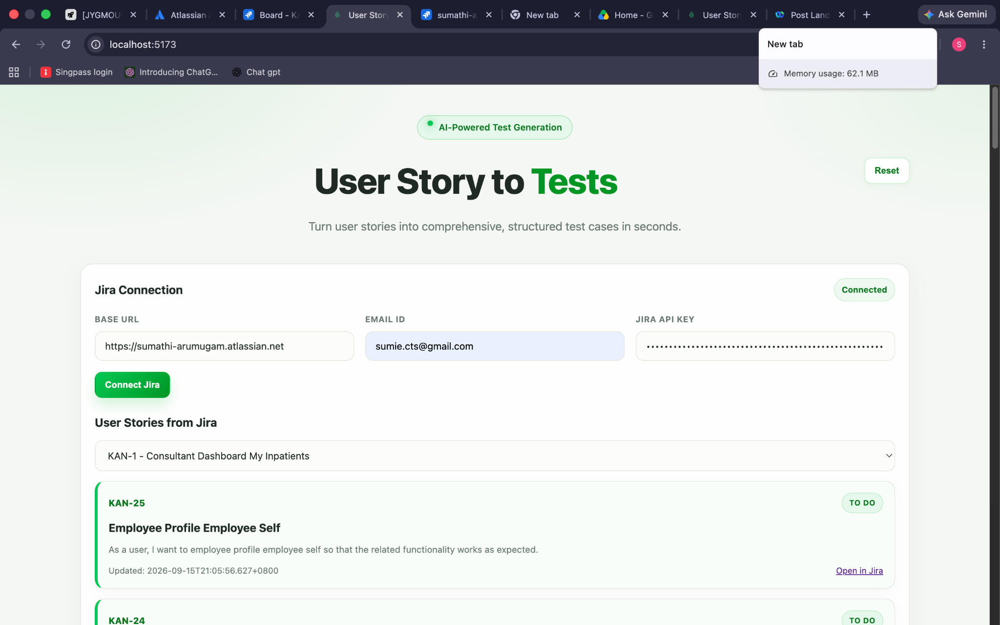 [JYGMOU
Atlassian
Board - KA
User Story
sumathi-a
New tab
Home - G
User Story
Post Land
Ask Gemini
localhost:5173
New tab
S
Memory usage: 62.1 MB
Singpass login
Introducing ChatG...
Chat gpt
AI-Powered Test Generation
User Story to Tests
Reset
Turn user stories into comprehensive, structured test cases in seconds.
Jira Connection
Connected
BASE URL
EMAIL ID
JIRA API KEY
https://sumathi-arumugam.atlassian.net
sumie.cts@gmail.com
Connect Jira
User Stories from Jira
KAN-1 - Consultant Dashboard My Inpatients
KAN-25
TO DO
Employee Profile Employee Self
As a user, I want to employee profile employee self so that the related functionality works as expected.
Updated: 2026-09-15T21:05:56.627+0800
Open in Jira
KAN-24
TO DO